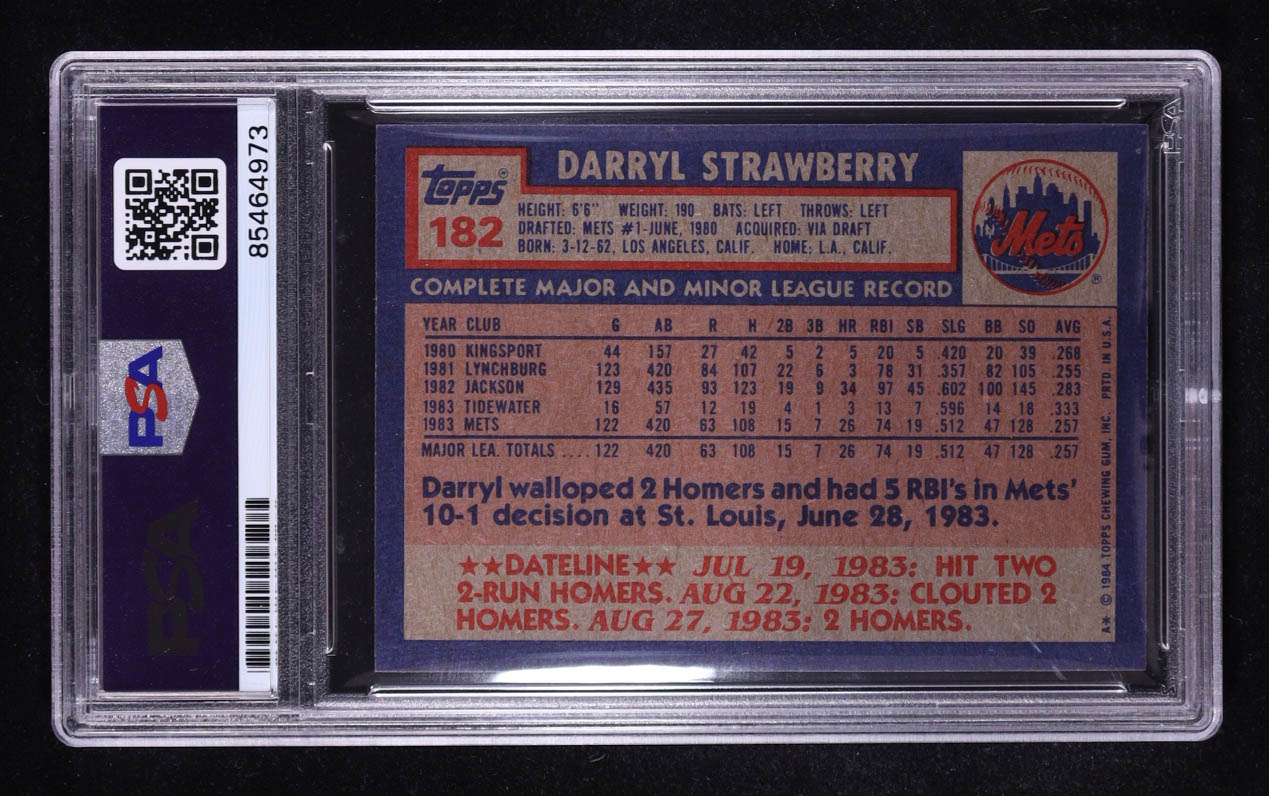 85464973
PSA
PSA
PSA
DARRYL STRAWBERRY
topps®
182
HEIGHT: 6'6" WEIGHT: 190 BATS: LEFT THROWS: LEFT
DRAFTED: METS #1-JUNE, 1980 ACQUIRED: VIA DRAFT
BORN: 3-12-62, LOS ANGELES, CALIF. HOME: L.A., CALIF.
Mets
®
COMPLETE MAJOR AND MINOR LEAGUE RECORD
YEAR CLUB G AB R H 2B 3B HR RBI SB SLG BB SO AVG
1980 KINGSPORT 44 157 27 42 5 2 5 20 5 .420 20 39 .268
1981 LYNCHBURG 123 420 84 107 22 6 3 78 31 .357 82 105 .255
1982 JACKSON 129 435 93 123 19 9 34 97 45 .602 100 145 .283
1983 TIDEWATER 16 57 12 19 4 1 3 13 7 .596 14 18 .333
1983 METS 122 420 63 108 15 7 26 74 19 .512 47 128 .257
MAJOR LEA. TOTALS .... 122 420 63 108 15 7 26 74 19 .512 47 128 .257
Darryl walloped 2 Homers and had 5 RBI's in Mets'
10-1 decision at St. Louis, June 28, 1983.
★★DATELINE★★ JUL 19, 1983: HIT TWO
2-RUN HOMERS. AUG 22, 1983: CLOUTED 2
HOMERS. AUG 27, 1983: 2 HOMERS.
A* © 1984 TOPPS CHEWING GUM, INC. PRTD. IN U.S.A.